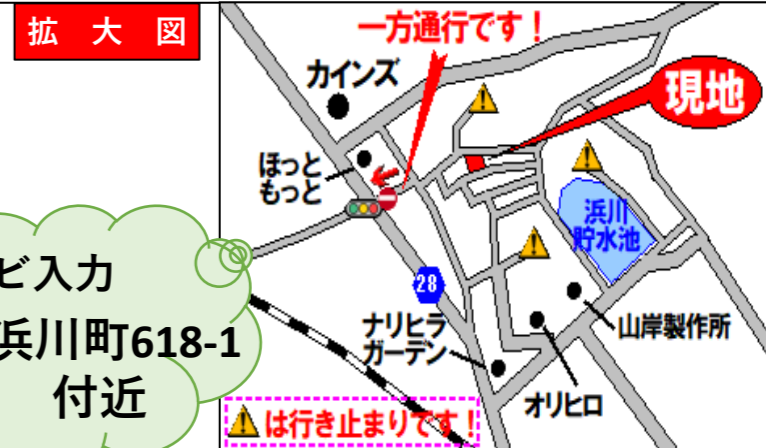 拡大図
一方通行です!
カインズ
現地
ほっと
もっと
浜川
貯水池
ビ入力
浜川町618-1
付近
28
ナリヒラ
ガーデン
山岸製作所
オリヒロ
は行き止まりです!